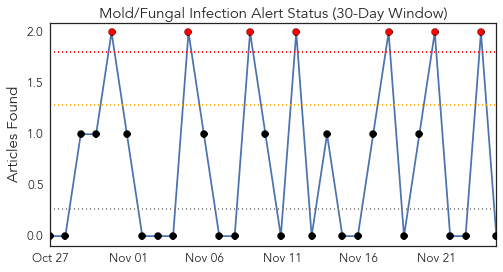 Mold/Fungal Infection Alert Status (30-Day Window)
Articles Found
2.0
1.5
1.0
0.5
0.0
Oct 27
Nov 01
Nov 06
Nov 11
Nov 16
Nov 21